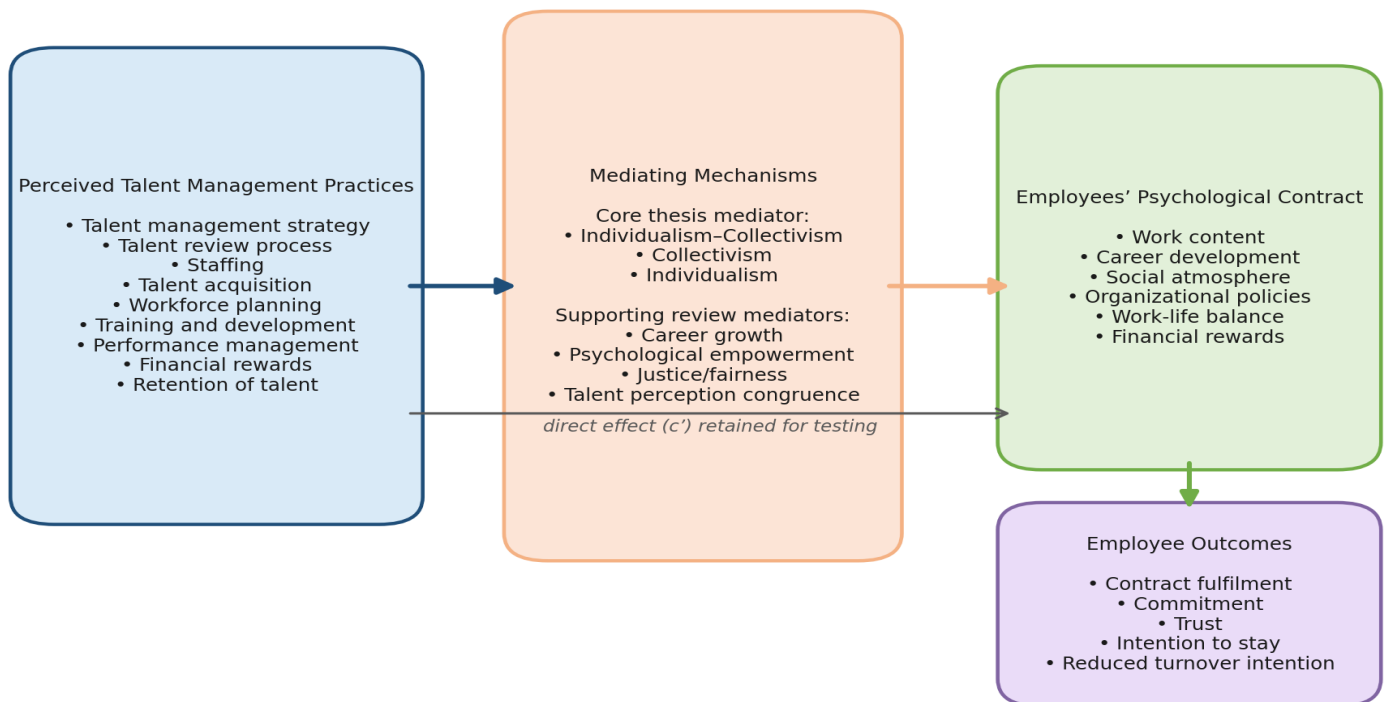 Perceived Talent Management Practices
• Talent management strategy
• Talent review process
• Staffing
• Talent acquisition
• Workforce planning
• Training and development
• Performance management
• Financial rewards
• Retention of talent
Mediating Mechanisms
Core thesis mediator:
• Individualism–Collectivism
• Collectivism
• Individualism
Supporting review mediators:
• Career growth
• Psychological empowerment
• Justice/fairness
• Talent perception congruence
direct effect (c’) retained for testing
Employees’ Psychological Contract
• Work content
• Career development
• Social atmosphere
• Organizational policies
• Work-life balance
• Financial rewards
Employee Outcomes
• Contract fulfilment
• Commitment
• Trust
• Intention to stay
• Reduced turnover intention